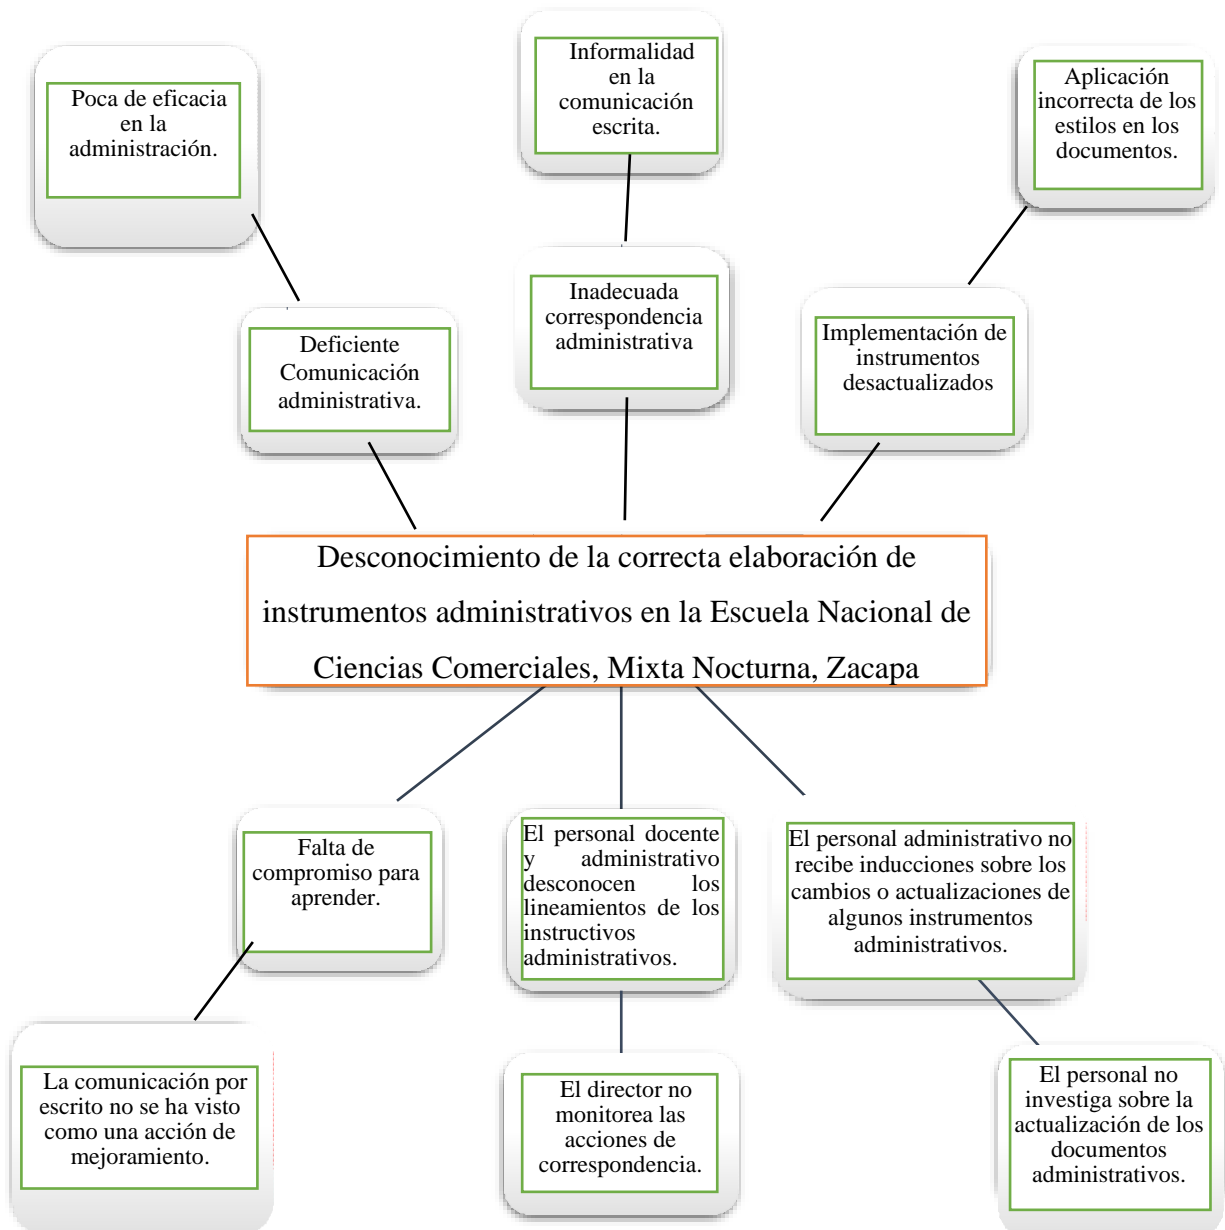 Poca de eficacia
en la
administración.
Informalidad
en la
comunicación
escrita.
Aplicación
incorrecta de los
estilos en los
documentos.
Deficiente
Comunicación
administrativa.
Inadecuada
correspondencia
administrativa
Implementación de
instrumentos
desactualizados
Desconocimiento de la correcta elaboración de
instrumentos administrativos en la Escuela Nacional de
Ciencias Comerciales, Mixta Nocturna, Zacapa
Falta de
compromiso para
aprender.
El personal docente
y administrativo
desconocen los
lineamientos de los
instructivos
administrativos.
El personal administrativo no
recibe inducciones sobre los
cambios o actualizaciones de
algunos instrumentos
administrativos.
La comunicación por
escrito no se ha visto
como una acción de
mejoramiento.
El director no
monitorea las
acciones de
correspondencia.
El personal no
investiga sobre la
actualización de los
documentos
administrativos.